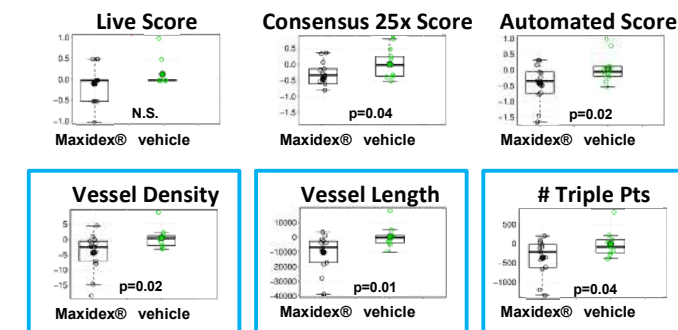 Live Score
Consensus 25x Score
Automated Score
1.0
0.5
0.0
-0.5
-1.0
N.S.
0.5
0.0
-0.5
-1.0
-1.5
p=0.04
1.0
0.5
0.0
-0.5
-1.0
-1.5
p=0.02
Maxidex® vehicle
Maxidex® vehicle
Maxidex® vehicle
Vessel Density
Vessel Length
# Triple Pts
5
0
-5
-10
-15
p=0.02
10000
0
-10000
-20000
-40000
p=0.01
500
0
-500
-1000
p=0.04
Maxidex® vehicle
Maxidex® vehicle
Maxidex® vehicle